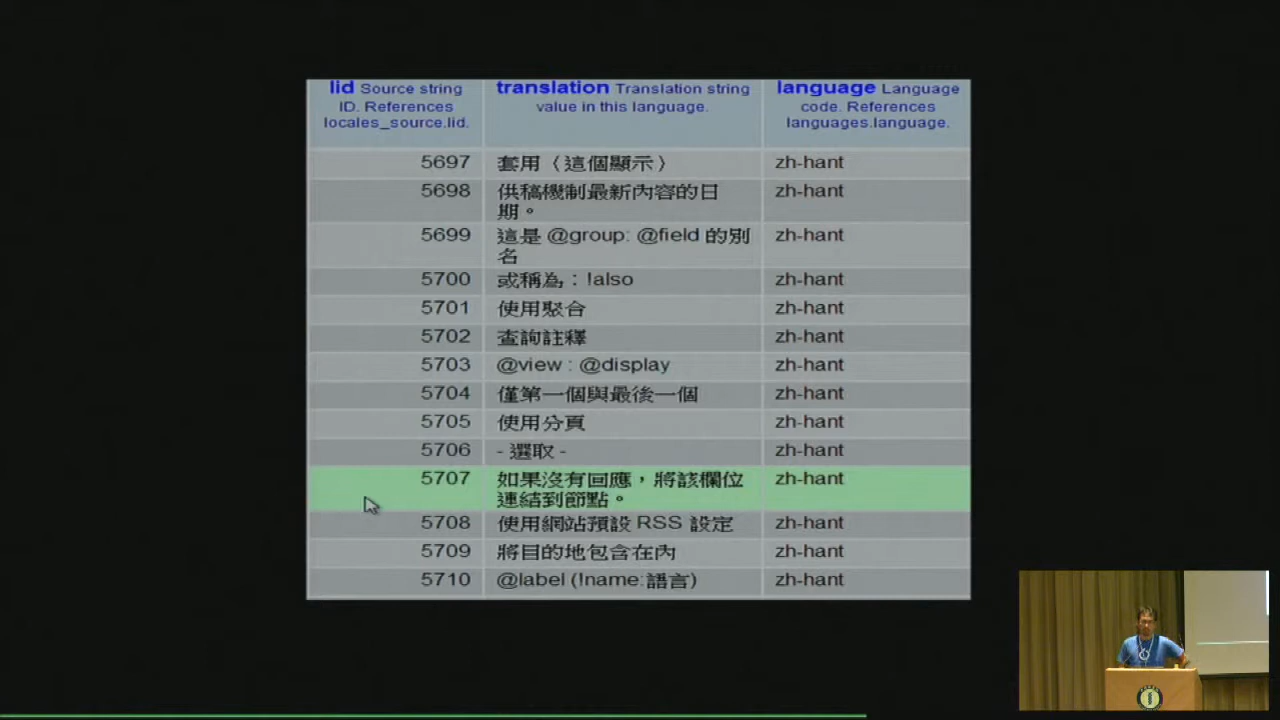 lid Source string
ID. References
locales_source.lid.
translation Translation string
value in this language.
language Language
code. References
languages.language.
5697 套用（這個顯示） zh-hant
5698 供稿機制最新內容的日
期。 zh-hant
5699 這是 @group: @field 的別
名 zh-hant
5700 或稱為：!also zh-hant
5701 使用聚合 zh-hant
5702 查詢註釋 zh-hant
5703 @view : @display zh-hant
5704 僅第一個與最後一個 zh-hant
5705 使用分頁 zh-hant
5706 - 選取 - zh-hant
5707 如果沒有回應，將該欄位
連結到節點。 zh-hant
5708 使用網站預設 RSS 設定 zh-hant
5709 將目的地包含在內 zh-hant
5710 @label (!name:語言) zh-hant